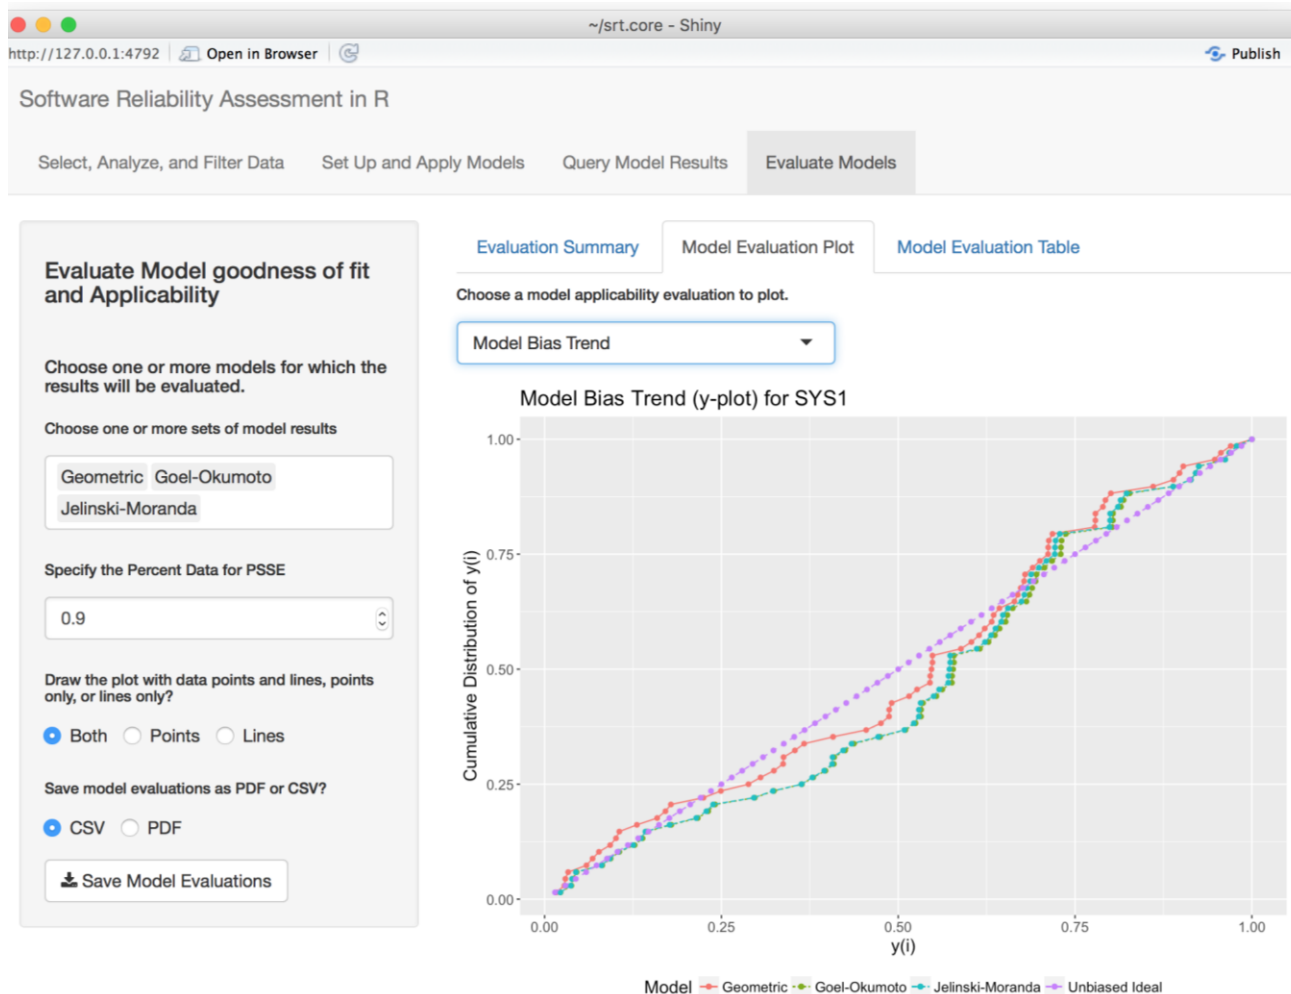 ~/srt.core - Shiny
http://127.0.0.1:4792 Open in Browser Publish
Software Reliability Assessment in R
Select, Analyze, and Filter Data Set Up and Apply Models Query Model Results Evaluate Models
Evaluate Model goodness of fit
and Applicability
Choose one or more models for which the
results will be evaluated.
Choose one or more sets of model results
Geometric Goel-Okumoto
Jelinski-Moranda
Specify the Percent Data for PSSE
0.9
Draw the plot with data points and lines, points
only, or lines only?
Both Points Lines
Save model evaluations as PDF or CSV?
CSV PDF
Save Model Evaluations
Evaluation Summary Model Evaluation Plot Model Evaluation Table
Choose a model applicability evaluation to plot.
Model Bias Trend
Model Bias Trend (y-plot) for SYS1
Cumulative Distribution of y(i)
1.00
0.75
0.50
0.25
0.00
0.00 0.25 0.50 0.75 1.00
y(i)
Model Geometric Goel-Okumoto Jelinski-Moranda Unbiased Ideal